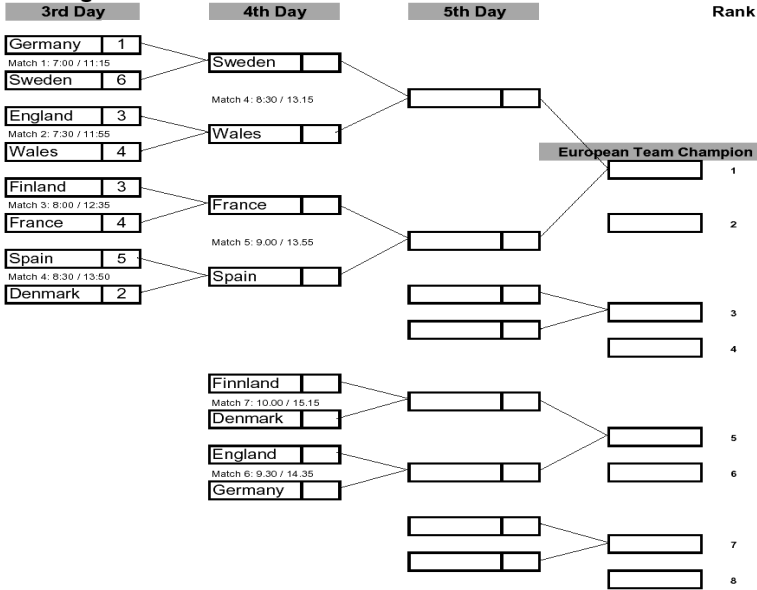 3rd Day 4th Day 5th Day Rank
Germany 1
Match 1: 7:00 / 11:15
Sweden 6
England 3
Match 2: 7:30 / 11:55
Wales 4
Finland 3
Match 3: 8:00 / 12:35
France 4
Spain 5
Match 4: 8:30 / 13:50
Denmark 2
Sweden
Match 4: 8:30 / 13.15
Wales
France
Match 5: 9.00 / 13.55
Spain
Finnland
Match 7: 10.00 / 15.15
Denmark
England
Match 6: 9.30 / 14.35
Germany
European Team Champion
1
2
3
4
5
6
7
8